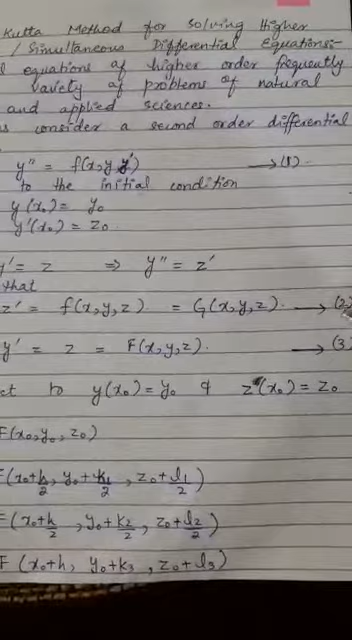 Kutta Method for Solving Higher
/ Simultaneous Differential Equations:-
equations of higher order frequently
vaviety of problems of natural
and applied sciences.
consider a second order differential
y'' = f(x,y,y') → (1).
to the initial condition
y(x₀) = y₀
y'(x₀) = z₀
y' = z ⇒ y'' = z'
that
z' = f(x,y,z) = G(x,y,z). → (2)
y' = z = F(x,y,z). → (3)
to y(x₀) = y₀ & z(x₀) = z₀
F(x₀,y₀,z₀)
F(x₀+h/2, y₀+k₁/2, z₀+l₁/2)
F(x₀+h/2, y₀+k₂/2, z₀+l₂/2)
F(x₀+h, y₀+k₃, z₀+l₃)